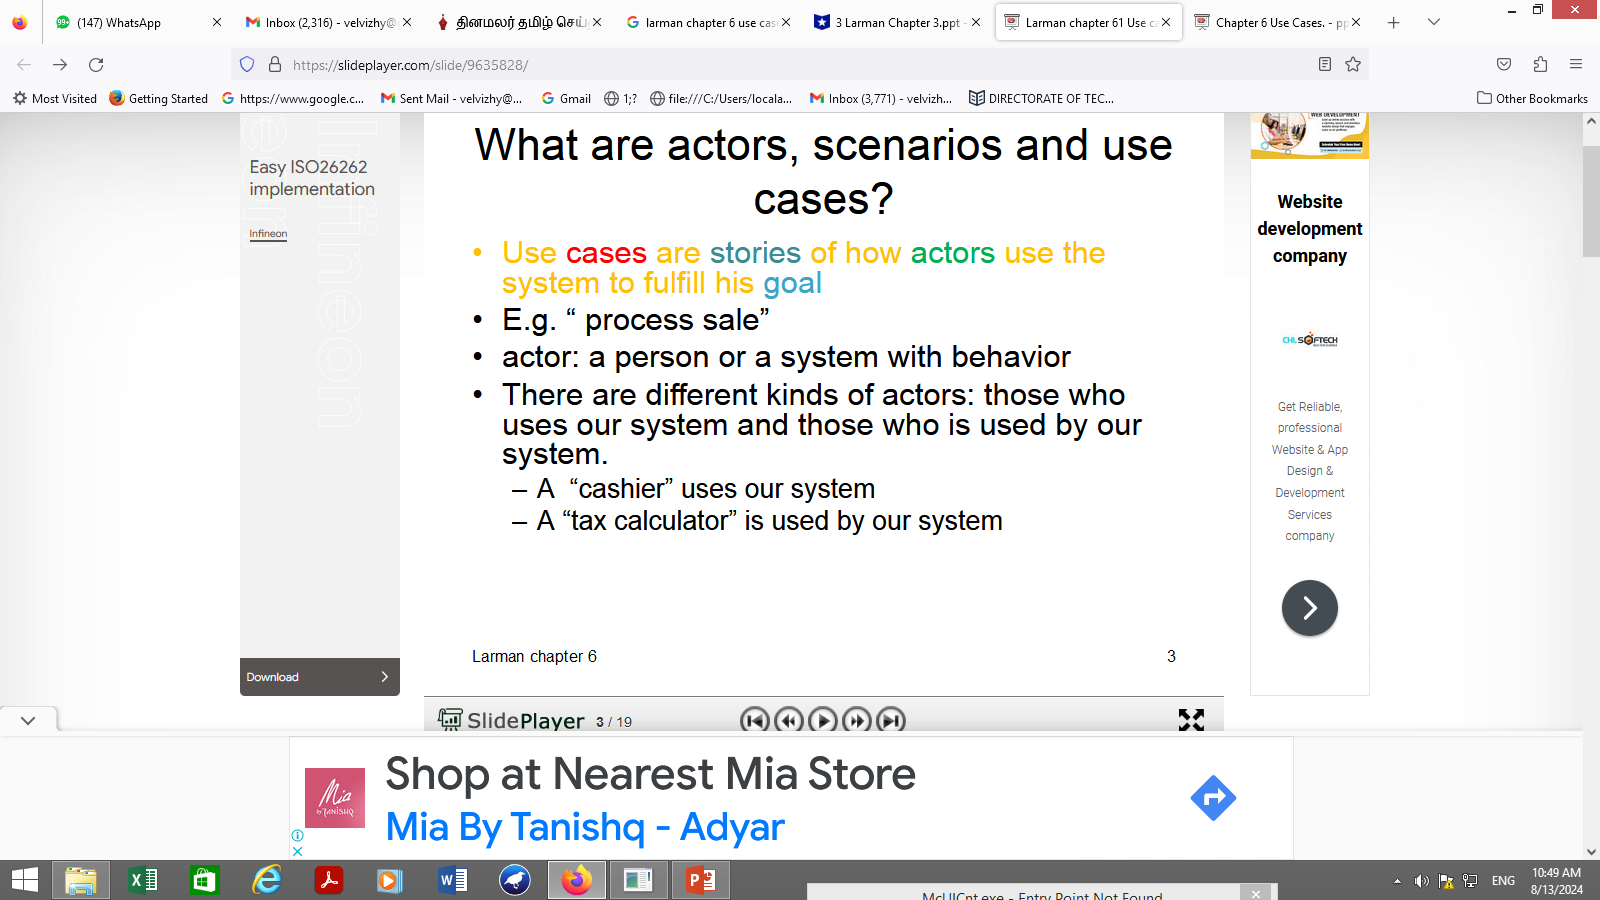 (147) WhatsApp
Inbox (2,316) - velvizhy@
தினமலர் தமிழ் செய்
larman chapter 6 use cas
3 Larman Chapter 3.ppt -
Larman chapter 61 Use c
Chapter 6 Use Cases. - pp
https://slideplayer.com/slide/9635828/
Most Visited
Getting Started
https://www.google.c...
Sent Mail - velvizhy@...
Gmail
1;?
file:///C:/Users/locala...
Inbox (3,771) - velvizh...
DIRECTORATE OF TEC...
Other Bookmarks
Easy ISO26262
implementation
Infineon
Infineon
Download
What are actors, scenarios and use
cases?
• Use cases are stories of how actors use the
system to fulfill his goal
• E.g. “ process sale”
• actor: a person or a system with behavior
• There are different kinds of actors: those who
uses our system and those who is used by our
system.
– A “cashier” uses our system
– A “tax calculator” is used by our system
Larman chapter 6
3
SlidePlayer
3 / 19
WEB DEVELOPMENT
Website
development
company
CHLSOFTECH
Get Reliable,
professional
Website & App
Design &
Development
Services
company
Mia
BY TANISHQ
Shop at Nearest Mia Store
Mia By Tanishq - Adyar
McUICnt.exe - Entry Point Not Found
ENG
10:49 AM
8/13/2024